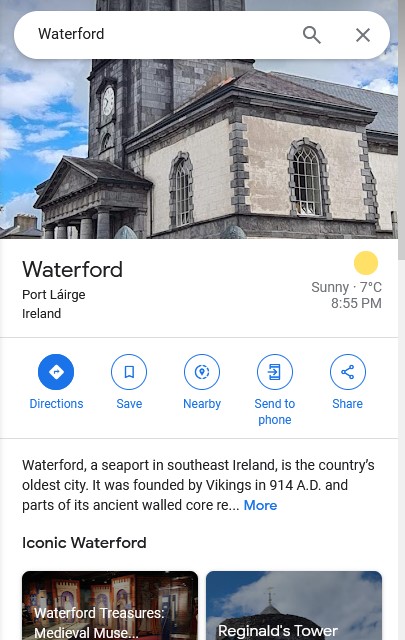 Waterford
Waterford
Port Láirge
Ireland
Sunny · 7°C
8:55 PM
Directions
Save
Nearby
Send to
phone
Share
Waterford, a seaport in southeast Ireland, is the country's
oldest city. It was founded by Vikings in 914 A.D. and
parts of its ancient walled core re... More
Iconic Waterford
Waterford Treasures:
Medieval Muse...
Reginald's Tower